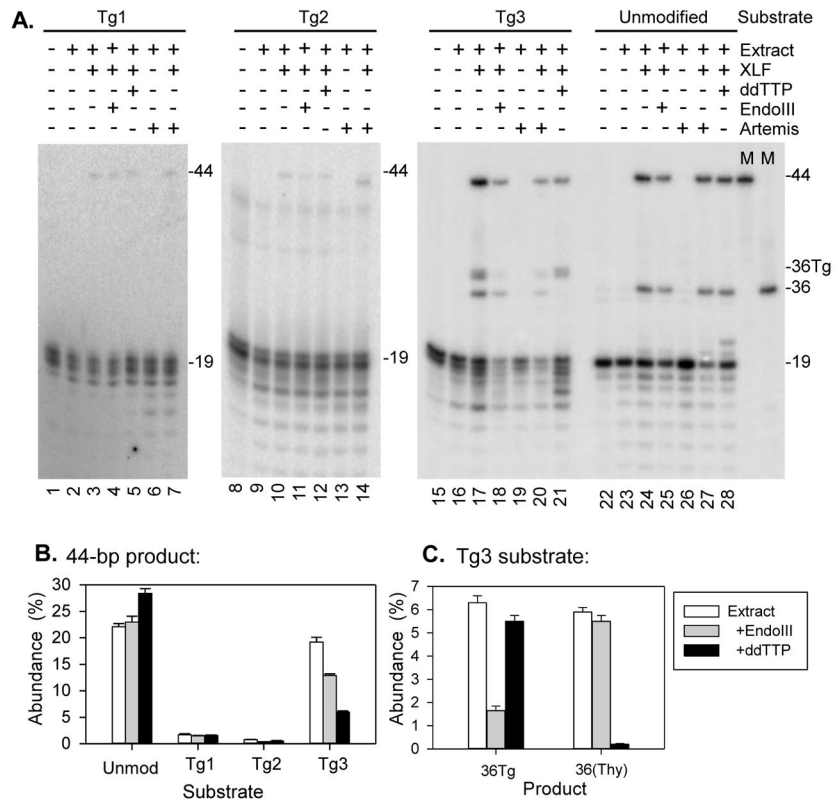 A. Tg1 Tg2 Tg3 Unmodified Substrate
- + + + + + + - + + + + + + - + + + + + + - + + + + + + Extract
- - + + + - + - - + + + - + - - + + - + + - - + + - + + XLF
- - - - + - - - - - - + - - - - - - - - + - - - - - - + ddTTP
- - - + - - - - - - + - - - - - - + - - - - - - + - - - EndoIII
- - - - - + + - - - - - + + - - - - + + - - - - - + + - Artemis
M M
-44 -44 -44
-36Tg
-36
-19 -19 -19
1 2 3 4 5 6 7 8 9 10 11 12 13 14 15 16 17 18 19 20 21 22 23 24 25 26 27 28
B. 44-bp product:
Abundance (%)
30
25
20
15
10
5
0
Unmod Tg1 Tg2 Tg3
Substrate
C. Tg3 substrate:
Abundance (%)
7
6
5
4
3
2
1
0
36Tg 36(Thy)
Product
Extract
+EndoIII
+ddTTP